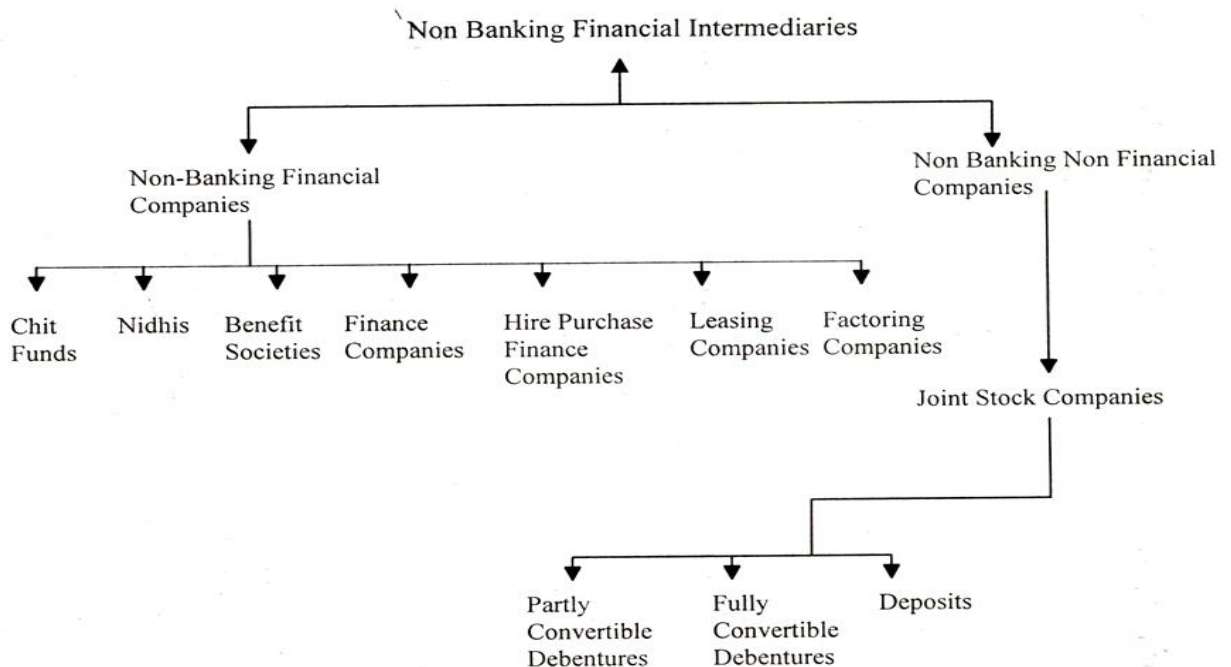 Non Banking Financial Intermediaries
Non-Banking Financial
Companies
Non Banking Non Financial
Companies
Chit
Funds
Nidhis
Benefit
Societies
Finance
Companies
Hire Purchase
Finance
Companies
Leasing
Companies
Factoring
Companies
Joint Stock Companies
Partly
Convertible
Debentures
Fully
Convertible
Debentures
Deposits